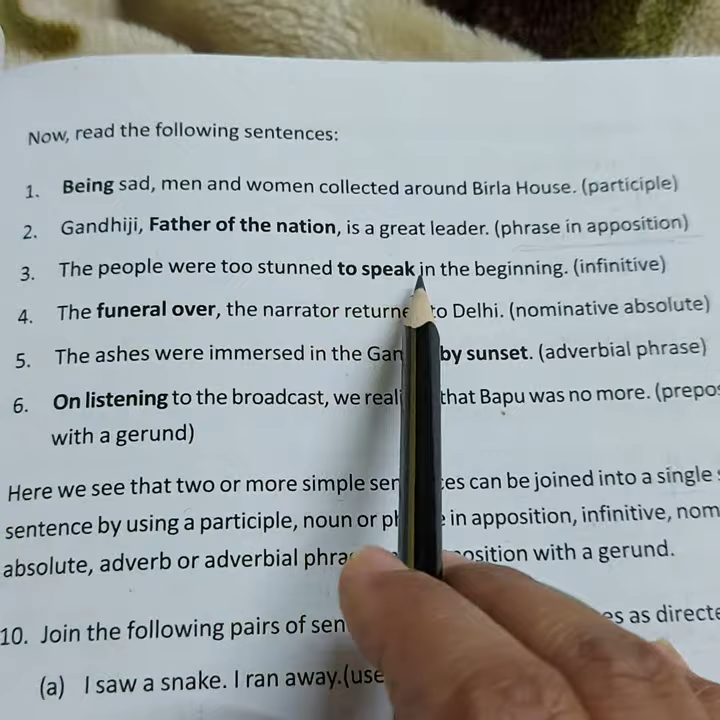 Now, read the following sentences:
1. Being sad, men and women collected around Birla House. (participle)
2. Gandhiji, Father of the nation, is a great leader. (phrase in apposition)
3. The people were too stunned to speak in the beginning. (infinitive)
4. The funeral over, the narrator returne to Delhi. (nominative absolute)
5. The ashes were immersed in the Gan by sunset. (adverbial phrase)
6. On listening to the broadcast, we reali that Bapu was no more. (prepos
with a gerund)
Here we see that two or more simple sen ces can be joined into a single
sentence by using a participle, noun or ph in apposition, infinitive, nom
absolute, adverb or adverbial phra position with a gerund.
10. Join the following pairs of sen es as directe
(a) I saw a snake. I ran away.(use